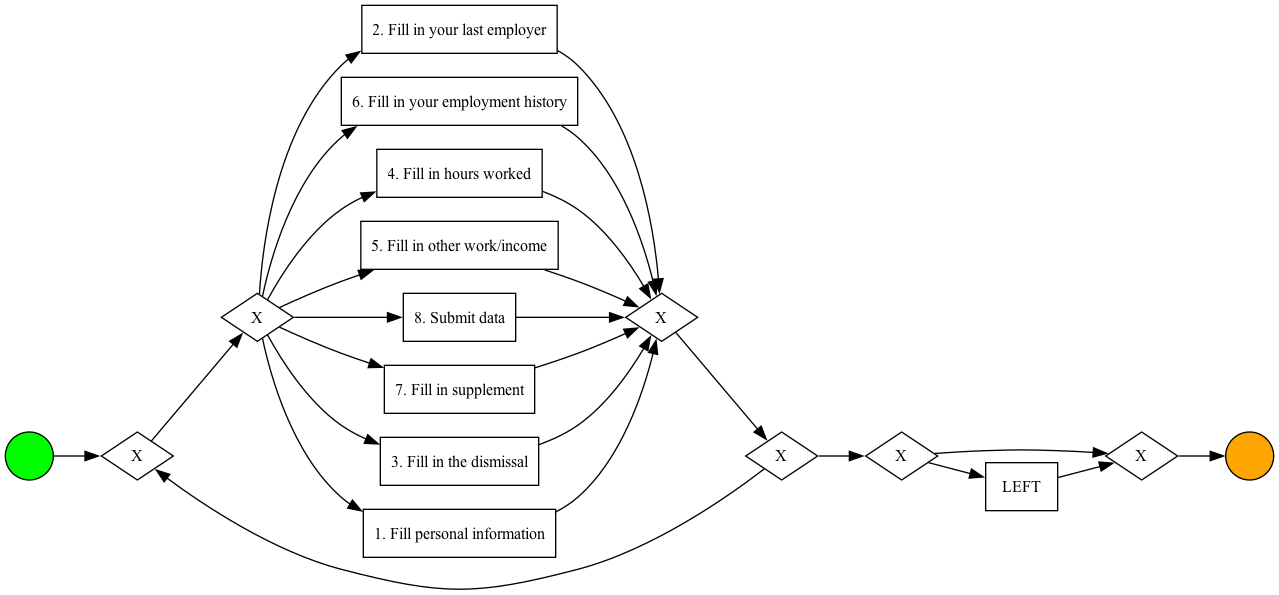 2. Fill in your last employer
6. Fill in your employment history
4. Fill in hours worked
5. Fill in other work/income
X
8. Submit data
X
7. Fill in supplement
X
3. Fill in the dismissal
X
X
X
LEFT
1. Fill personal information